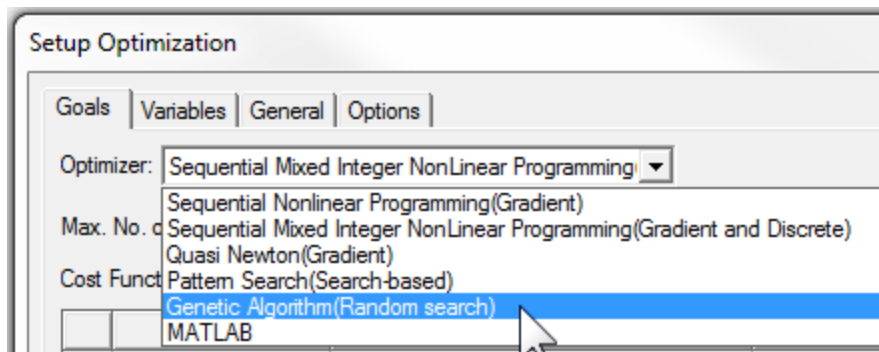 Setup Optimization
Goals Variables General Options
Optimizer: Sequential Mixed Integer NonLinear Programming(
Sequential Nonlinear Programming(Gradient)
Max. No. o Sequential Mixed Integer NonLinear Programming(Gradient and Discrete)
Quasi Newton(Gradient)
Cost Funct Pattern Search(Search-based)
Genetic Algorithm(Random search)
MATLAB